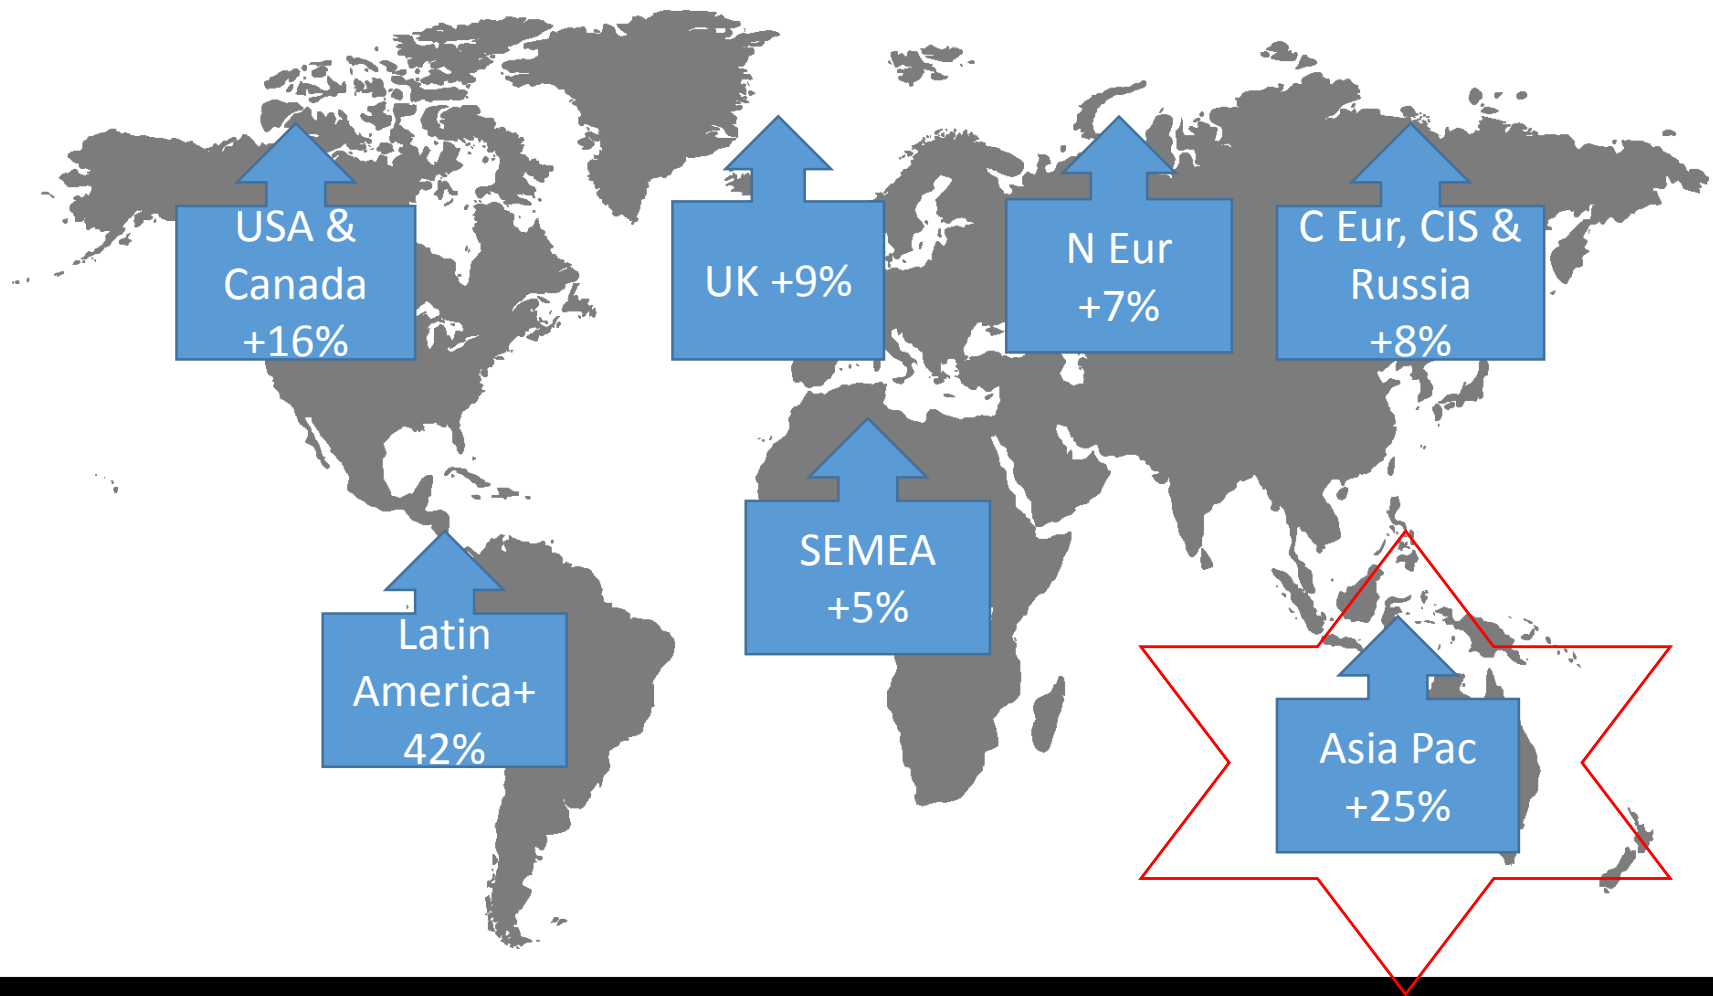 USA &
Canada
+16%
UK +9%
N Eur
+7%
C Eur, CIS &
Russia
+8%
SEMEA
+5%
Latin
America+
42%
Asia Pac
+25%